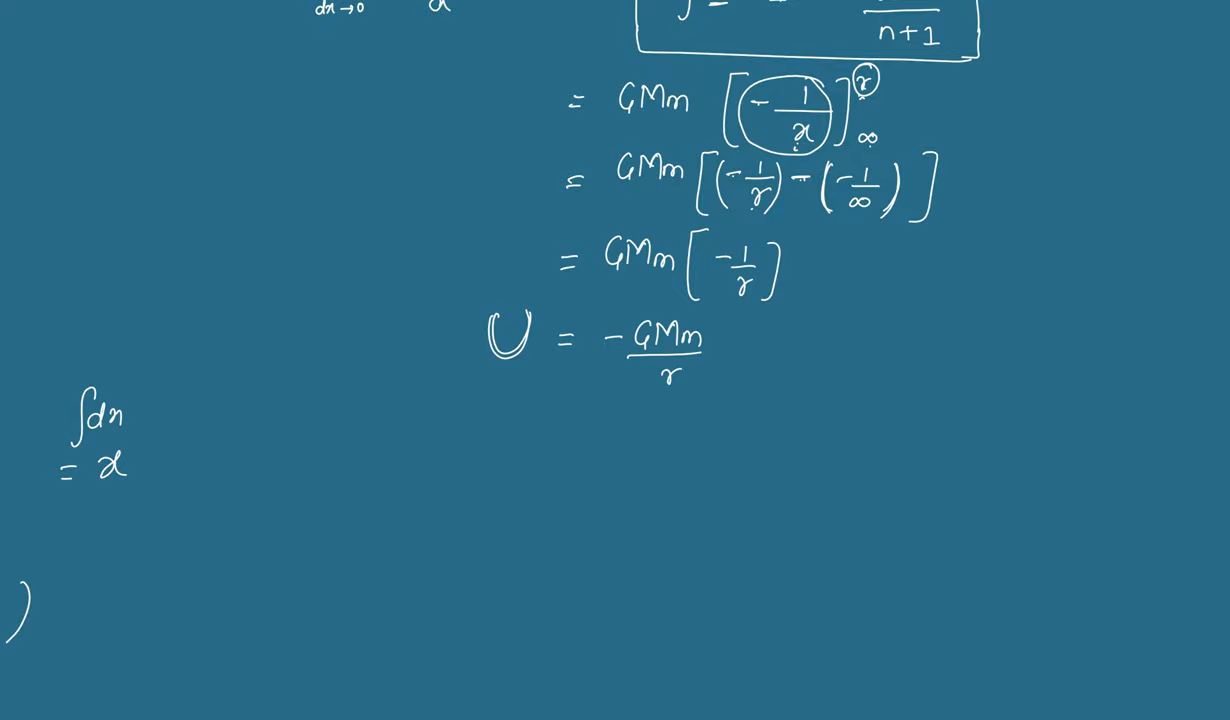 dx→0 x
n+1
= GMm [-1/x]^r_∞
= GMm [(-1/r) - (-1/∞)]
= GMm [-1/r]
U = -GMm/r
∫dx
= x
)